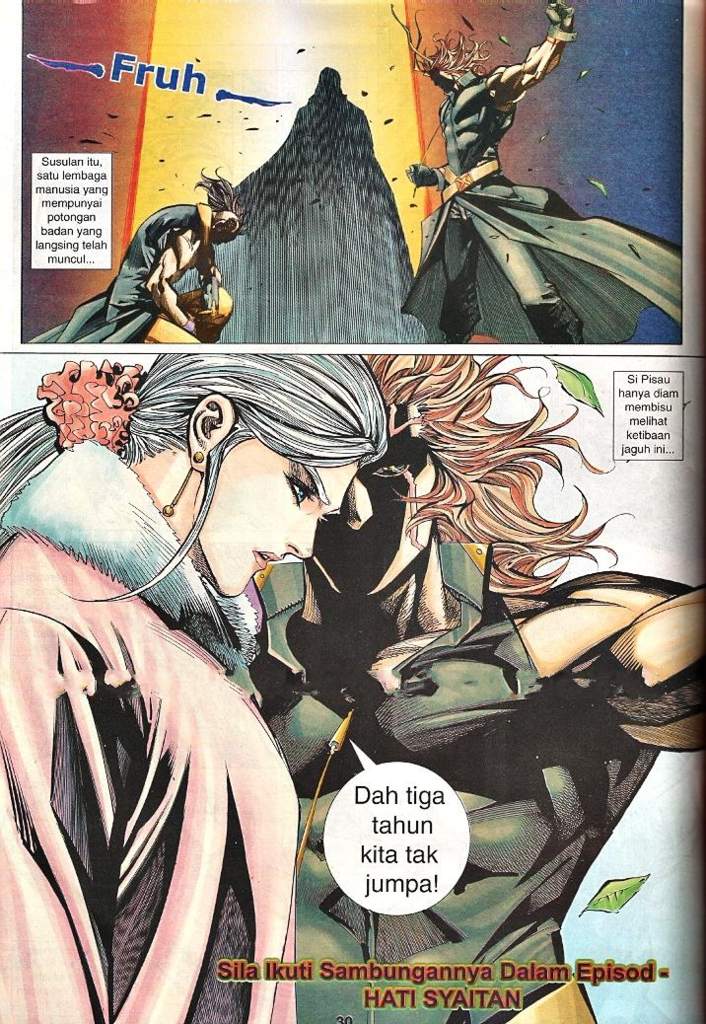 Fruh
Susulan itu,
satu lembaga
manusia yang
mempunyai
potongan
badan yang
langsing telah
muncul...
Si Pisau
hanya diam
membisu
melihat
ketibaan
jaguh ini...
Dah tiga
tahun
kita tak
jumpa!
Sila Ikuti Sambungannya Dalam Episod -
HATI SYAITAN
30